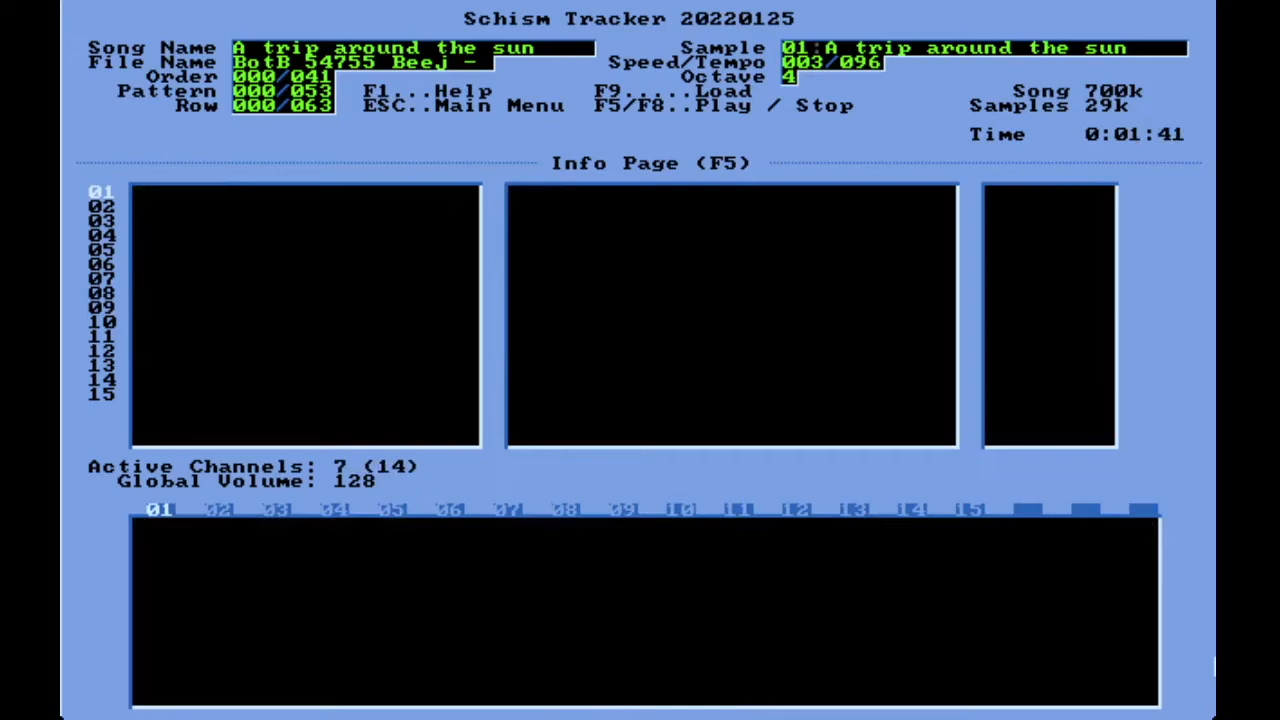 Schism Tracker 20220125
Song Name A trip around the sun Sample 01:A trip around the sun
File Name BotB 54755 Beej - Speed/Tempo 003/096
Order 000/041 Octave 4
Pattern 000/053 F1...Help F9.....Load Song 700k
Row 000/063 ESC..Main Menu F5/F8..Play / Stop Samples 29k
Time 0:01:41
Info Page (F5)
01
02
03
04
05
06
07
08
09
10
11
12
13
14
15
Active Channels: 7 (14)
Global Volume: 128
01 02 03 04 05 06 07 08 09 10 11 12 13 14 15